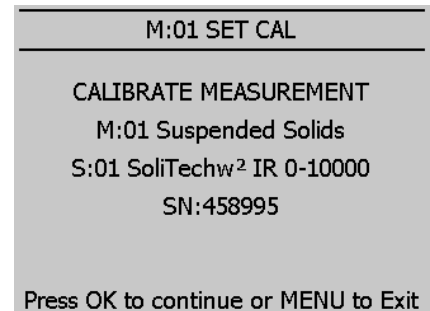 M:01 SET CAL
CALIBRATE MEASUREMENT
M:01 Suspended Solids
S:01 SoliTechw² IR 0-10000
SN:458995
Press OK to continue or MENU to Exit